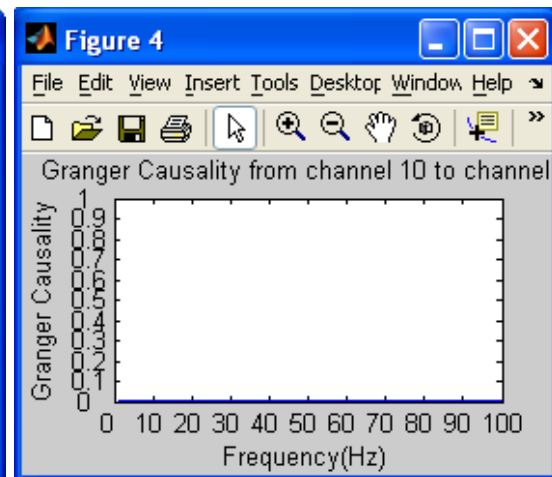 Figure 4
File Edit View Insert Tools Desktop Window Help
Granger Causality from channel 10 to channel
Granger Causality
1
0.9
0.8
0.7
0.6
0.5
0.4
0.3
0.2
0.1
0
0 10 20 30 40 50 60 70 80 90 100
Frequency(Hz)